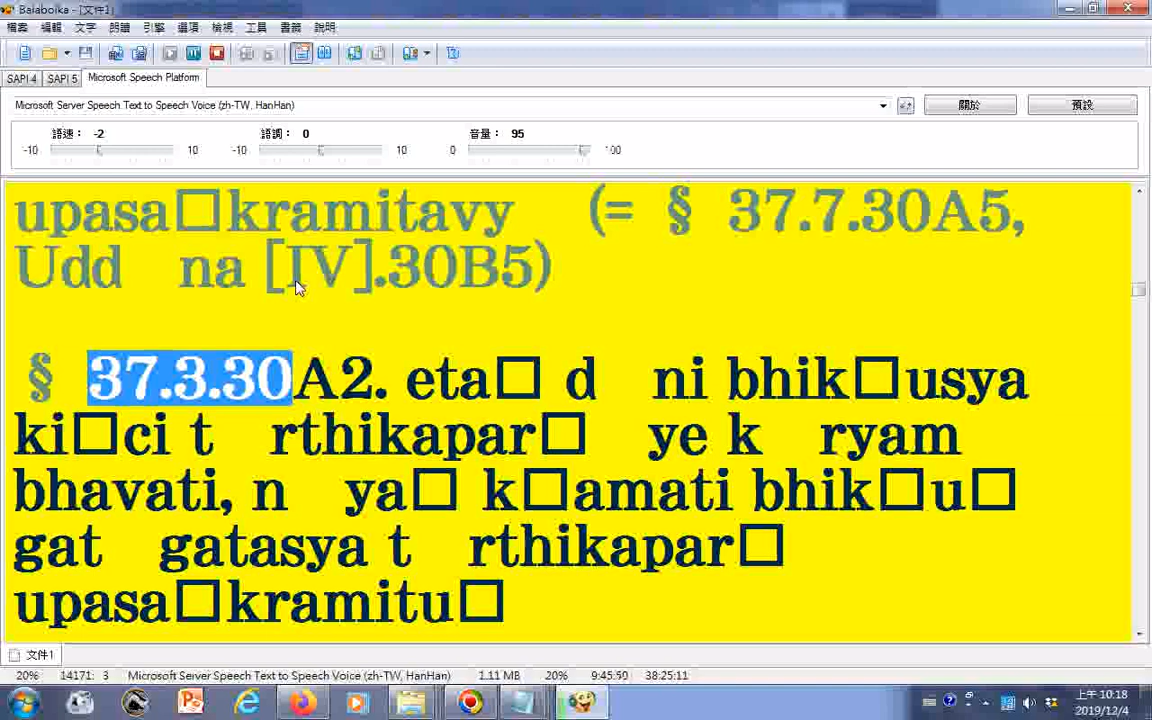 Balabolka - [文件1]
檔案 編輯 文字 朗讀 引擎 選項 檢視 工具 書籤 說明
SAPI 4 SAPI 5 Microsoft Speech Platform
Microsoft Server Speech Text to Speech Voice (zh-TW, HanHan) 關於 預設
語速： -2 語調： 0 音量： 95
-10 10 -10 10 0 100
upasa□kramitavy (= § 37.7.30A5,
Udd na [IV].30B5)
§ 37.3.30A2. eta□ d ni bhik□usya
ki□ci t rthikapar□ ye k ryam
bhavati, n ya□ k□amati bhik□u□
gat gatasya t rthikapar□
upasa□kramitu□
文件1
20% 14171: 3 Microsoft Server Speech Text to Speech Voice (zh-TW, HanHan) 1.11 MB 20% 9:45:50 38:25:11
上午 10:18
2019/12/4